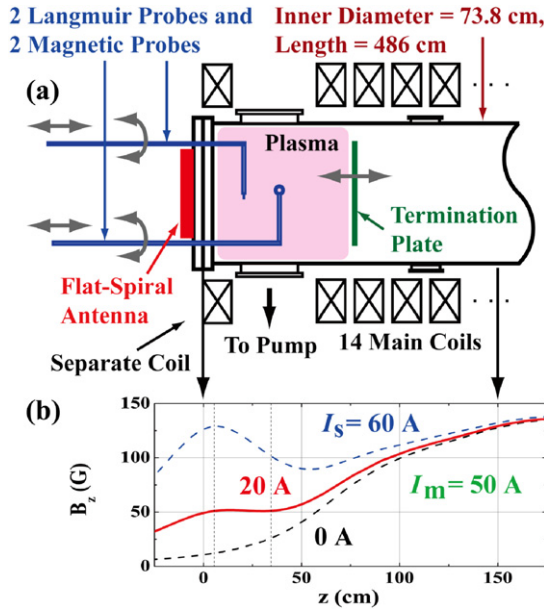 2 Langmuir Probes and
2 Magnetic Probes
Inner Diameter = 73.8 cm,
Length = 486 cm
(a)
. . .
Plasma
Termination
Plate
Flat-Spiral
Antenna
Separate Coil
To Pump
14 Main Coils
. . .
(b)
150
100
50
0
B_z (G)
I_s = 60 A
20 A
I_m = 50 A
0 A
0
50
100
150
z (cm)